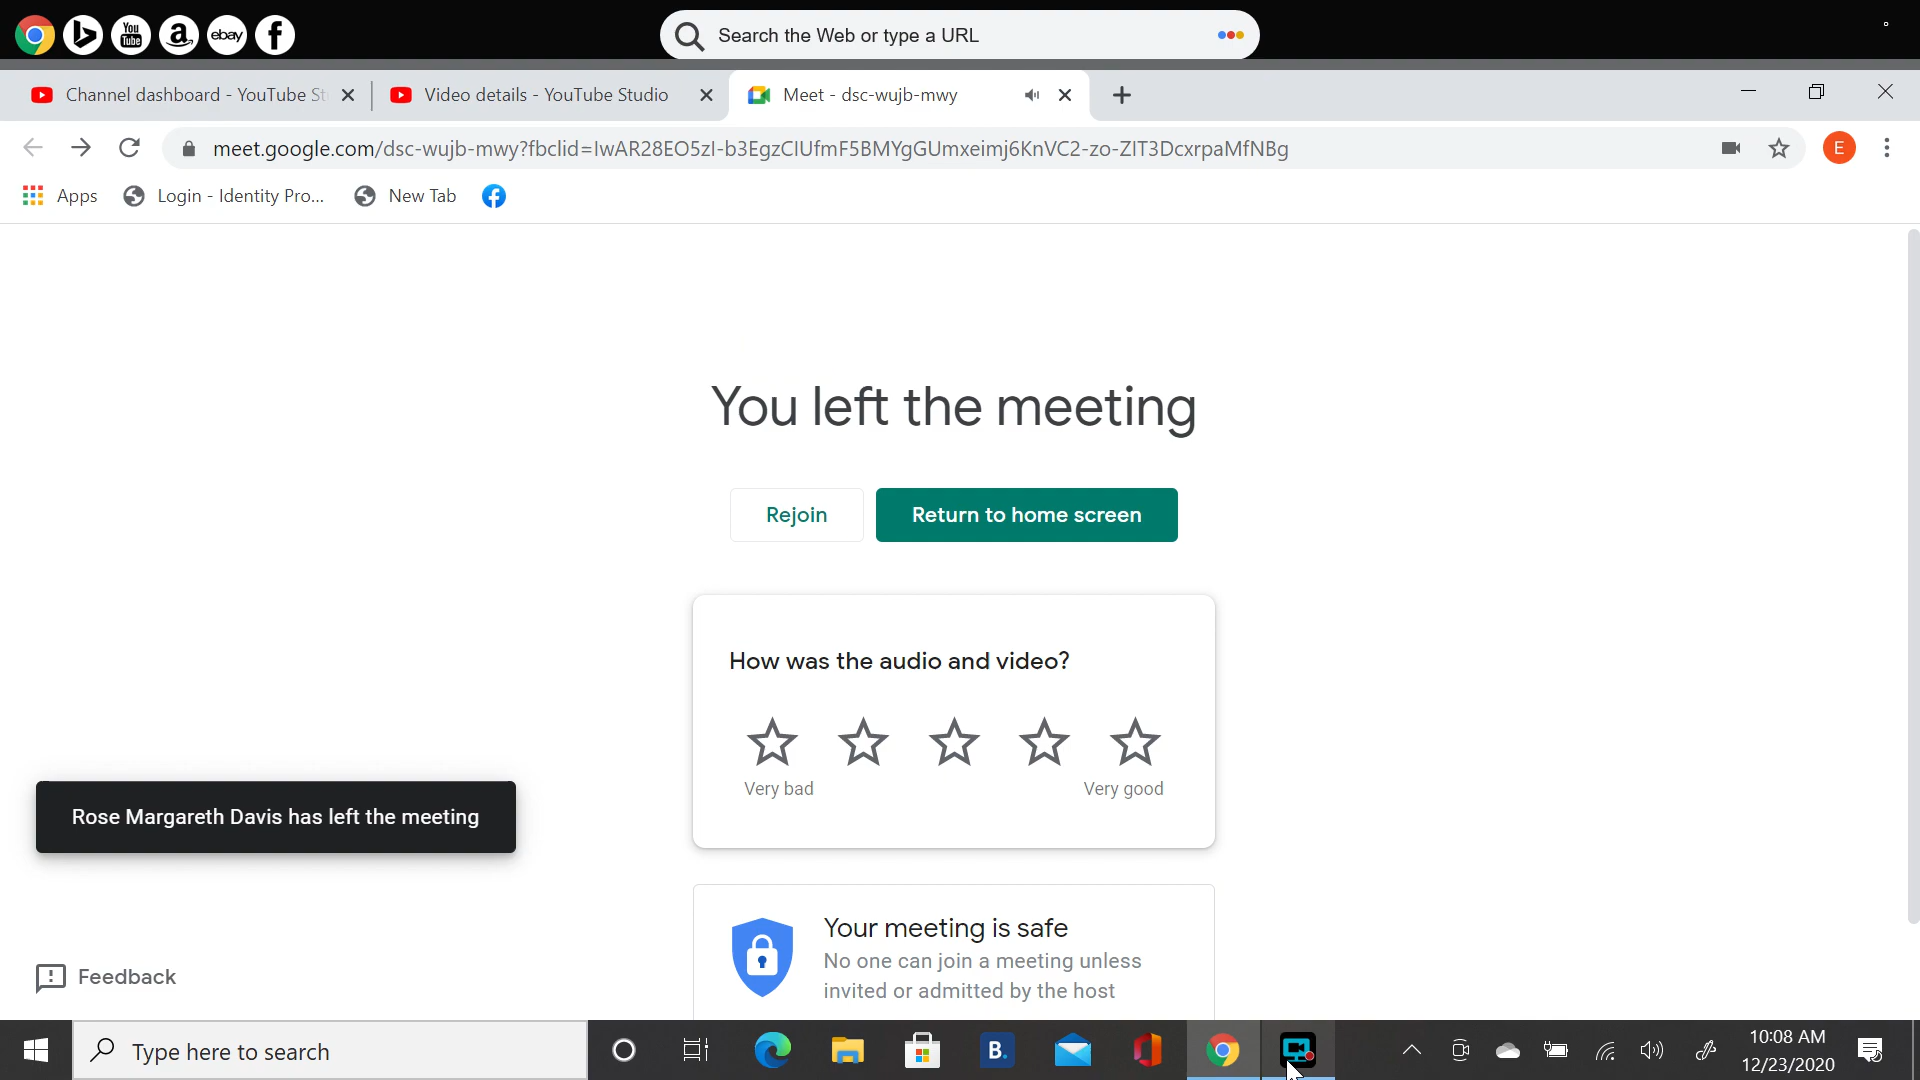 You Tube
a
ebay
f
Search the Web or type a URL
Channel dashboard - YouTube St
Video details - YouTube Studio
Meet - dsc-wujb-mwy
meet.google.com/dsc-wujb-mwy?fbclid=IwAR28EO5zI-b3EgzCIUfmF5BMYgGUmxeimj6KnVC2-zo-ZIT3DcxrpaMfNBg
E
Apps
Login - Identity Pro...
New Tab
You left the meeting
Rejoin
Return to home screen
How was the audio and video?
Very bad
Very good
Rose Margareth Davis has left the meeting
Your meeting is safe
No one can join a meeting unless
invited or admitted by the host
Feedback
Type here to search
B.
10:08 AM
12/23/2020